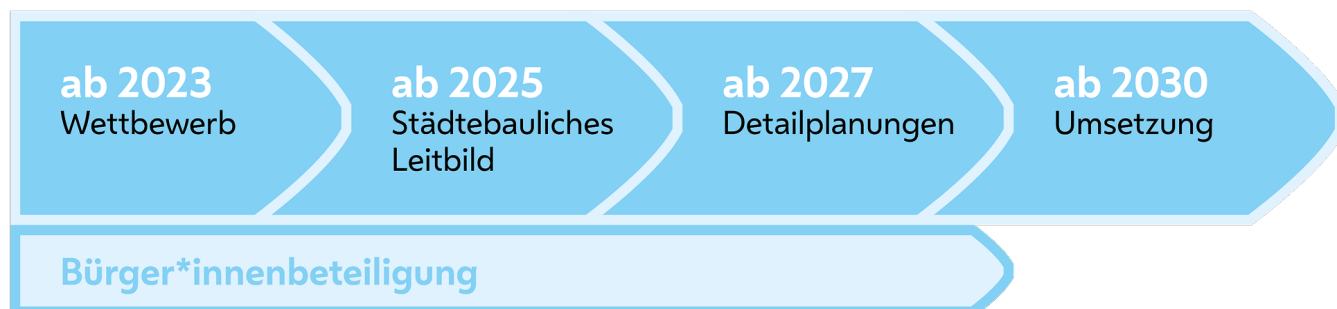 ab 2023
Wettbewerb
ab 2025
Städtebauliches
Leitbild
ab 2027
Detailplanungen
ab 2030
Umsetzung
Bürger*innenbeteiligung